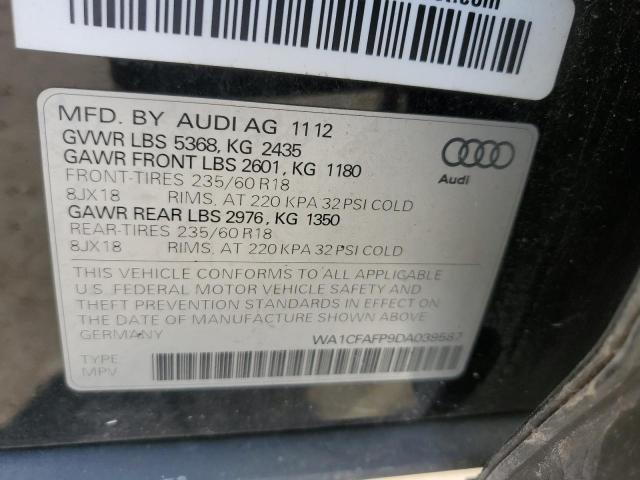 MFD. BY AUDI AG 11 12
GVWR LBS 5368, KG 2435
GAWR FRONT LBS 2601, KG 1180
FRONT-TIRES 235/60 R18
8JX18 RIMS, AT 220 KPA 32 PSI COLD
GAWR REAR LBS 2976, KG 1350
REAR-TIRES 235/60 R18
8JX18 RIMS, AT 220 KPA 32 PSI COLD
Audi
THIS VEHICLE CONFORMS TO ALL APPLICABLE
U.S. FEDERAL MOTOR VEHICLE SAFETY AND
THEFT PREVENTION STANDARDS IN EFFECT ON
THE DATE OF MANUFACTURE SHOWN ABOVE.
GERMANY
WA1CFAFP9DA039587
TYPE
MPV